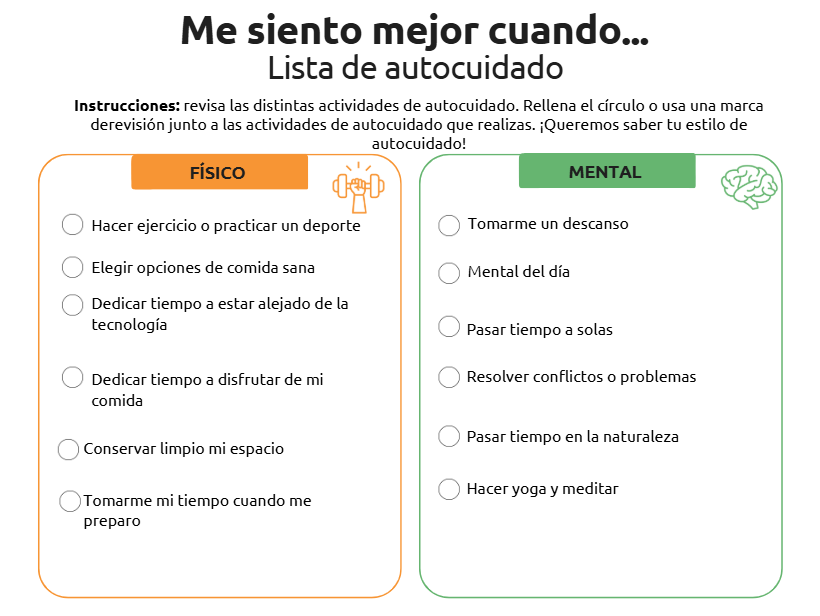 Me siento mejor cuando...
Lista de autocuidado
Instrucciones: revisa las distintas actividades de autocuidado. Rellena el círculo o usa una marca
derevisión junto a las actividades de autocuidado que realizas. ¡Queremos saber tu estilo de
autocuidado!
FÍSICO
Hacer ejercicio o practicar un deporte
Elegir opciones de comida sana
Dedicar tiempo a estar alejado de la
tecnología
Dedicar tiempo a disfrutar de mi
comida
Conservar limpio mi espacio
Tomarme mi tiempo cuando me
preparo
MENTAL
Tomarme un descanso
Mental del día
Pasar tiempo a solas
Resolver conflictos o problemas
Pasar tiempo en la naturaleza
Hacer yoga y meditar